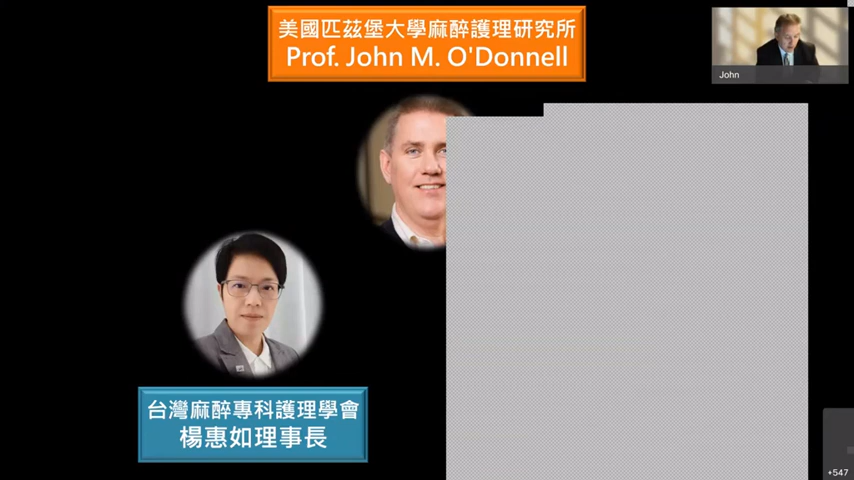 美國匹茲堡大學麻醉護理研究所
Prof. John M. O'Donnell
John
台灣麻醉專科護理學會
楊惠如理事長
+547